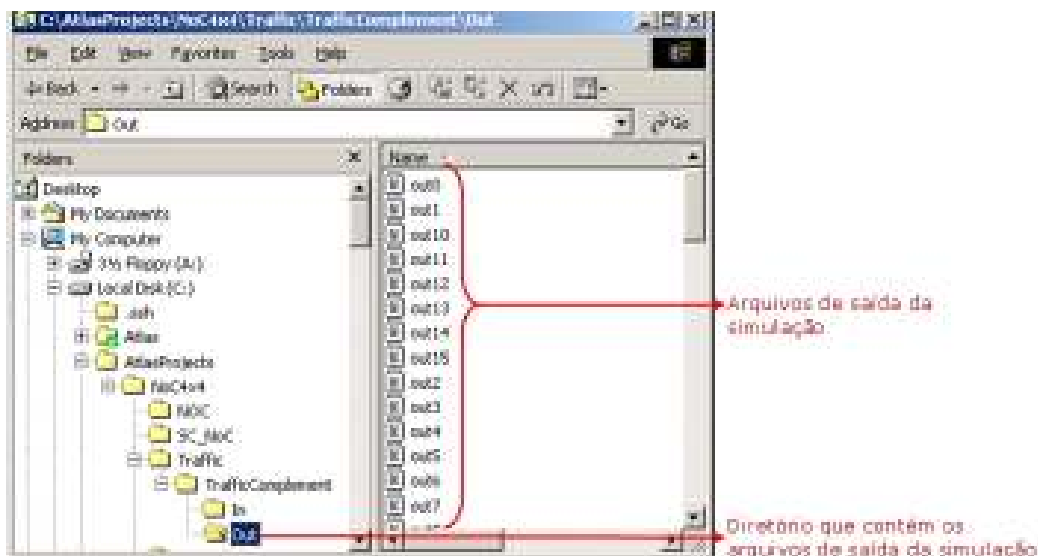 C:\AtlasProjects\NoC4x4\Traffic\TrafficComplement\Out
File Edit View Favorites Tools Help
Back Search Folders
Address Out Go
Folders
Desktop
My Documents
My Computer
3½ Floppy (A:)
Local Disk (C:)
.ssh
Atlas
AtlasProjects
NoC4x4
NOC
SC_NoC
Traffic
TrafficComplement
In
Out
Name
out0
out1
out10
out11
out12
out13
out14
out15
out2
out3
out4
out5
out6
out7
Arquivos de saída da
simulação
Diretório que contém os
arquivos de saída da simulação